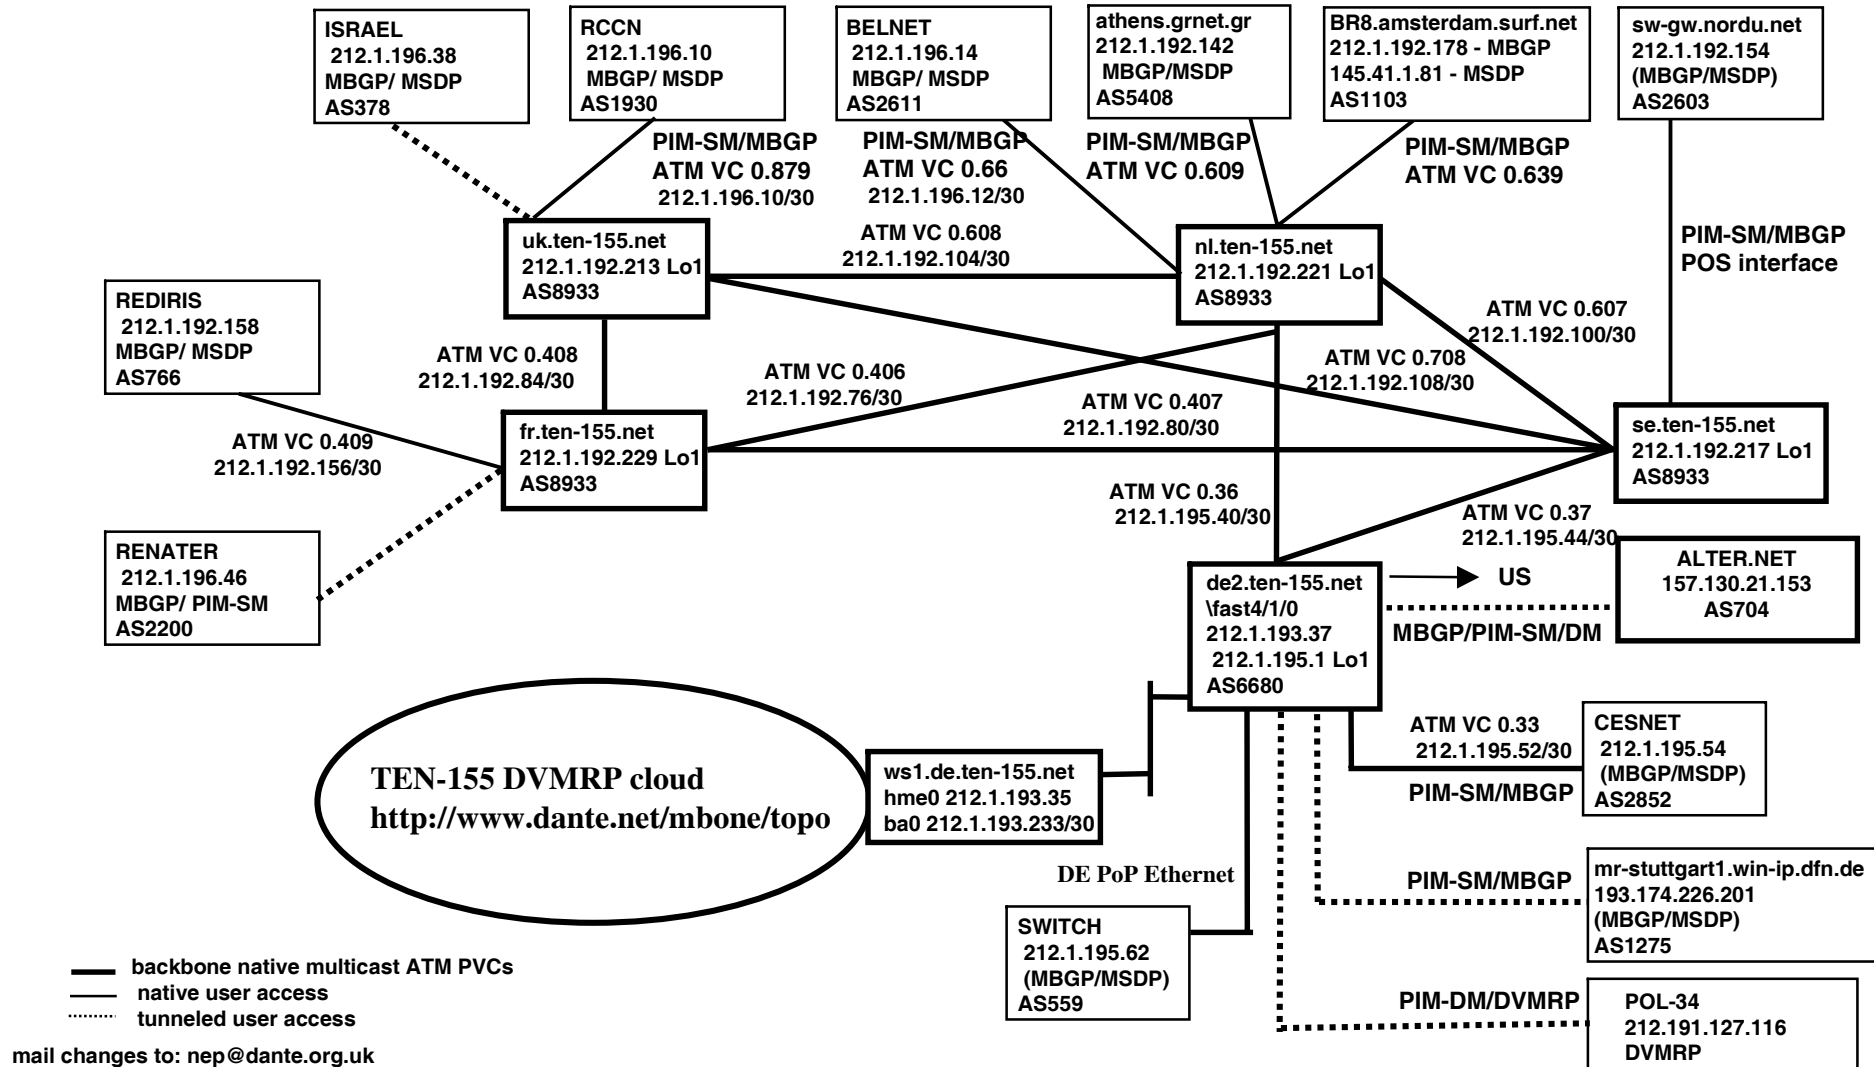 ISRAEL
212.1.196.38
MBGP/ MSDP
AS378
RCCN
212.1.196.10
MBGP/ MSDP
AS1930
BELNET
212.1.196.14
MBGP/ MSDP
AS2611
athens.grnet.gr
212.1.192.142
MBGP/MSDP
AS5408
BR8.amsterdam.surf.net
212.1.192.178 - MBGP
145.41.1.81 - MSDP
AS1103
sw-gw.nordu.net
212.1.192.154
(MBGP/MSDP)
AS2603
PIM-SM/MBGP
ATM VC 0.879
212.1.196.10/30
PIM-SM/MBGP
ATM VC 0.66
212.1.196.12/30
PIM-SM/MBGP
ATM VC 0.609
PIM-SM/MBGP
ATM VC 0.639
PIM-SM/MBGP
POS interface
uk.ten-155.net
212.1.192.213 Lo1
AS8933
ATM VC 0.608
212.1.192.104/30
nl.ten-155.net
212.1.192.221 Lo1
AS8933
REDIRIS
212.1.192.158
MBGP/ MSDP
AS766
ATM VC 0.408
212.1.192.84/30
ATM VC 0.406
212.1.192.76/30
ATM VC 0.607
212.1.192.100/30
ATM VC 0.708
212.1.192.108/30
ATM VC 0.407
212.1.192.80/30
ATM VC 0.409
212.1.192.156/30
fr.ten-155.net
212.1.192.229 Lo1
AS8933
se.ten-155.net
212.1.192.217 Lo1
AS8933
ATM VC 0.36
212.1.195.40/30
ATM VC 0.37
212.1.195.44/30
RENATER
212.1.196.46
MBGP/ PIM-SM
AS2200
de2.ten-155.net
\fast4/1/0
212.1.193.37
212.1.195.1 Lo1
AS6680
US
MBGP/PIM-SM/DM
ALTER.NET
157.130.21.153
AS704
TEN-155 DVMRP cloud
http://www.dante.net/mbone/topo
ws1.de.ten-155.net
hme0 212.1.193.35
ba0 212.1.193.233/30
ATM VC 0.33
212.1.195.52/30
PIM-SM/MBGP
CESNET
212.1.195.54
(MBGP/MSDP)
AS2852
DE PoP Ethernet
PIM-SM/MBGP
mr-stuttgart1.win-ip.dfn.de
193.174.226.201
(MBGP/MSDP)
AS1275
SWITCH
212.1.195.62
(MBGP/MSDP)
AS559
PIM-DM/DVMRP
POL-34
212.191.127.116
DVMRP
backbone native multicast ATM PVCs
native user access
tunneled user access
mail changes to: nep@dante.org.uk